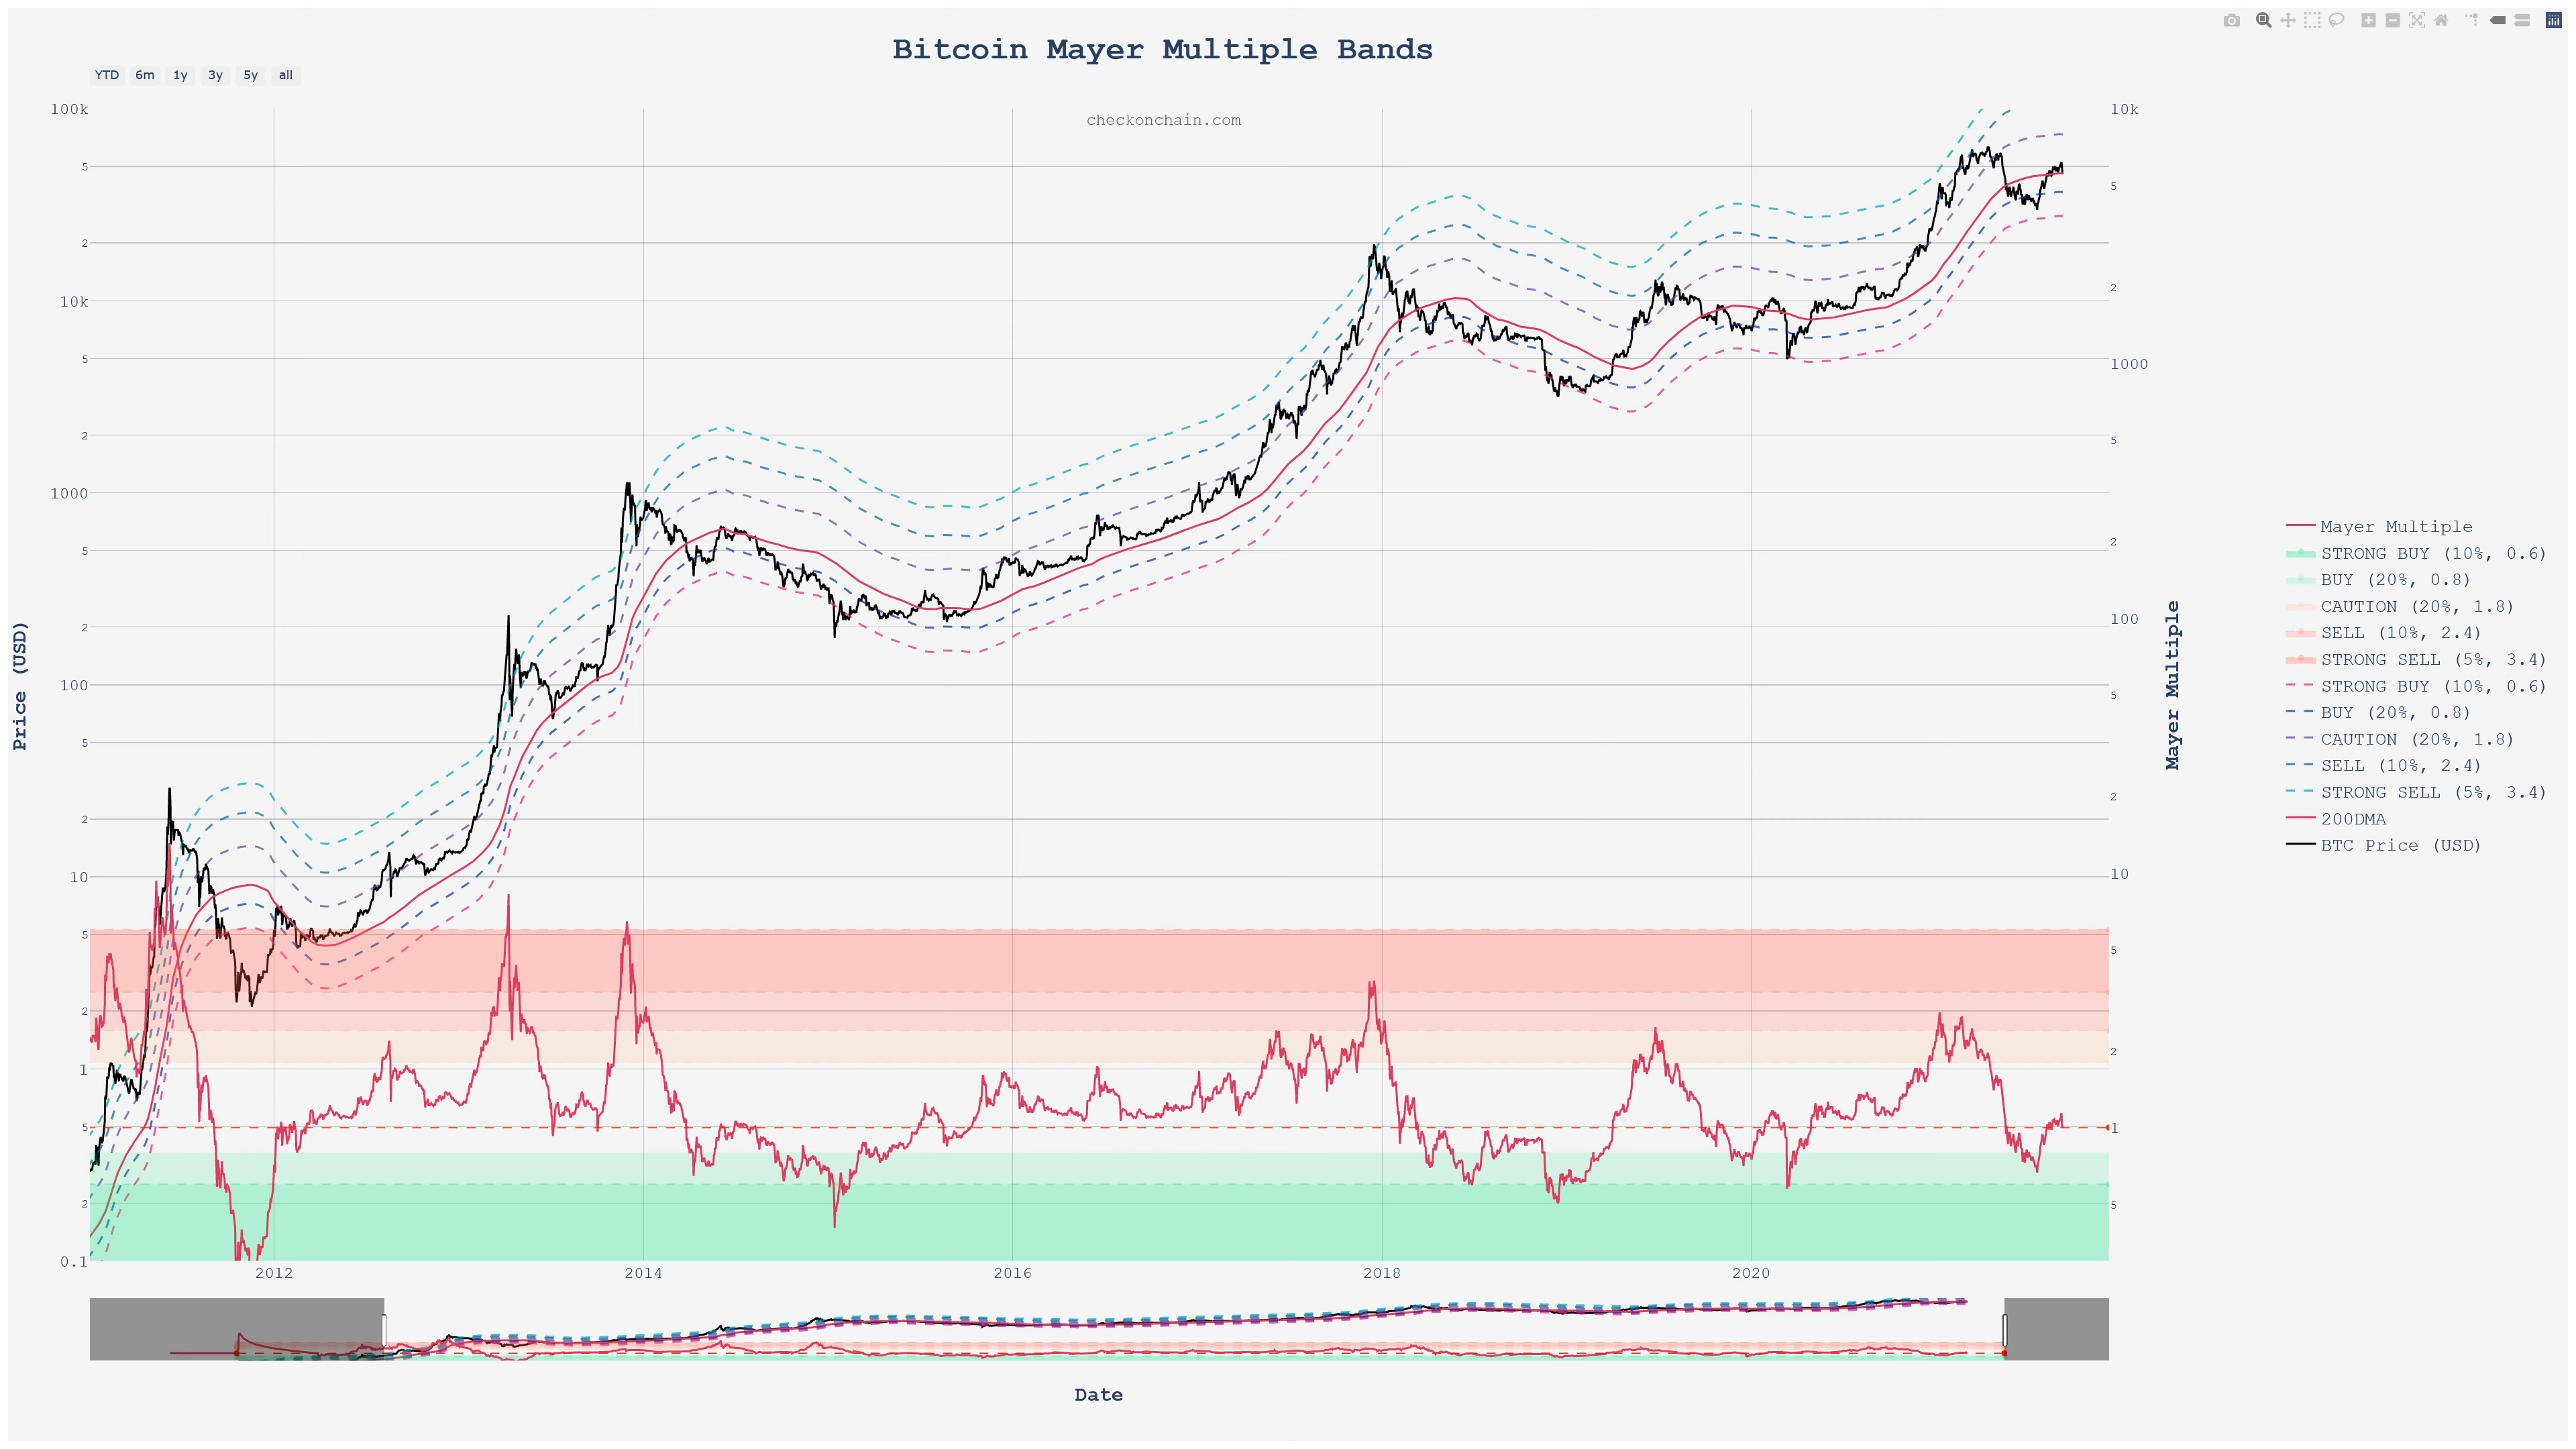 Bitcoin Mayer Multiple Bands
YTD 6m 1y 3y 5y all
checkonchain.com
Price (USD)
100k
5
2
10k
5
2
1000
5
2
100
5
2
10
5
2
1
5
2
0.1
2012 2014 2016 2018 2020
Date
10k
5
2
1000
5
2
100
5
2
10
5
2
1
5
Mayer Multiple
Mayer Multiple
STRONG BUY (10%, 0.6)
BUY (20%, 0.8)
CAUTION (20%, 1.8)
SELL (10%, 2.4)
STRONG SELL (5%, 3.4)
STRONG BUY (10%, 0.6)
BUY (20%, 0.8)
CAUTION (20%, 1.8)
SELL (10%, 2.4)
STRONG SELL (5%, 3.4)
200DMA
BTC Price (USD)